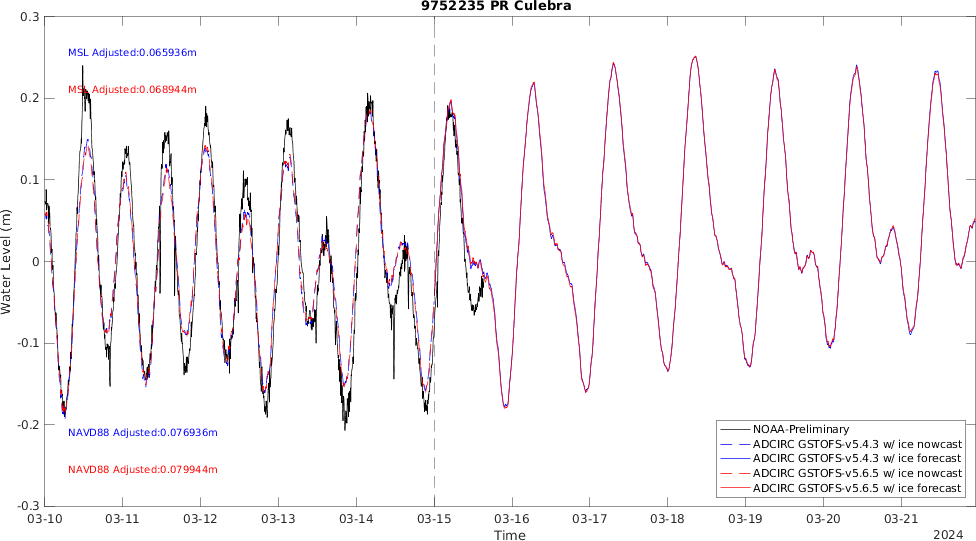 9752235 PR Culebra
0.3
0.2
0.1
0
-0.1
-0.2
-0.3
Water Level (m)
MSL Adjusted:0.065936m
MSL Adjusted:0.068944m
NAVD88 Adjusted:0.076936m
NAVD88 Adjusted:0.079944m
NOAA-Preliminary
ADCIRC GSTOFS-v5.4.3 w/ ice nowcast
ADCIRC GSTOFS-v5.4.3 w/ ice forecast
ADCIRC GSTOFS-v5.6.5 w/ ice nowcast
ADCIRC GSTOFS-v5.6.5 w/ ice forecast
03-10 03-11 03-12 03-13 03-14 03-15 03-16 03-17 03-18 03-19 03-20 03-21
Time
2024